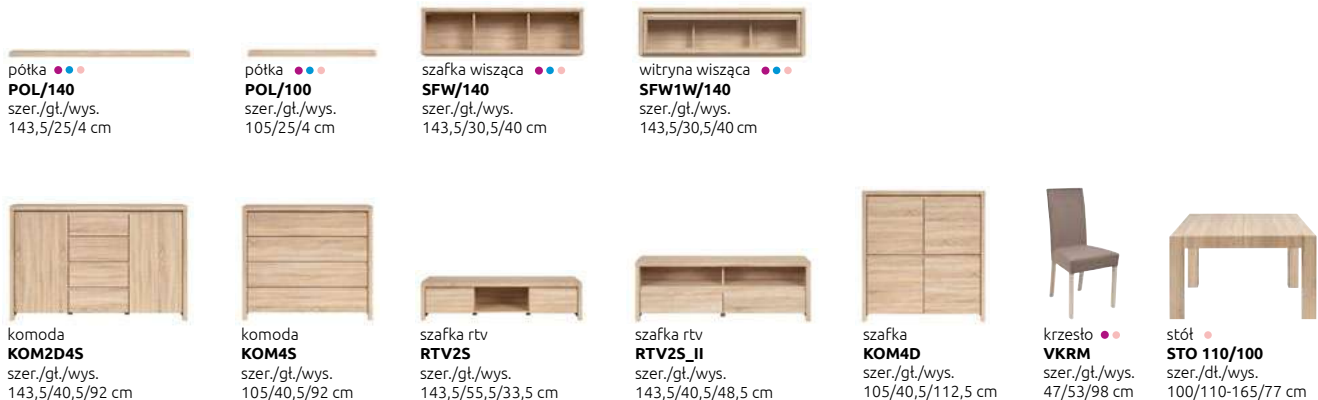 półka
POL/140
szer./gł./wys.
143,5/25/4 cm
półka
POL/100
szer./gł./wys.
105/25/4 cm
szafka wisząca
SFW/140
szer./gł./wys.
143,5/30,5/40 cm
witryna wisząca
SFW1W/140
szer./gł./wys.
143,5/30,5/40 cm
komoda
KOM2D4S
szer./gł./wys.
143,5/40,5/92 cm
komoda
KOM4S
szer./gł./wys.
105/40,5/92 cm
szafka rtv
RTV2S
szer./gł./wys.
143,5/55,5/33,5 cm
szafka rtv
RTV2S_II
szer./gł./wys.
143,5/40,5/48,5 cm
szafka
KOM4D
szer./gł./wys.
105/40,5/112,5 cm
krzesło
VKRM
szer./gł./wys.
47/53/98 cm
stół
STO 110/100
szer./dł./wys.
100/110-165/77 cm